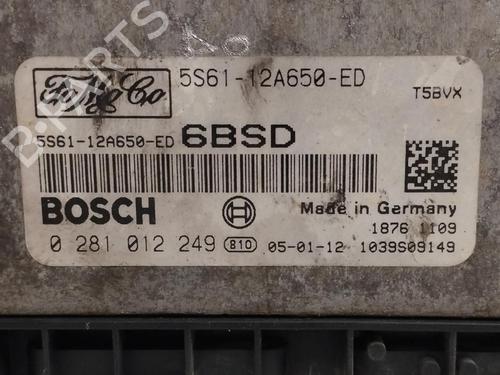 FoMoCo 5S61-12A650-ED
T5BVX
5S61-12A650-ED 6BSD
BOSCH
Made in Germany
1876 1109
0 281 012 249 810 05-01-12 1039S09149